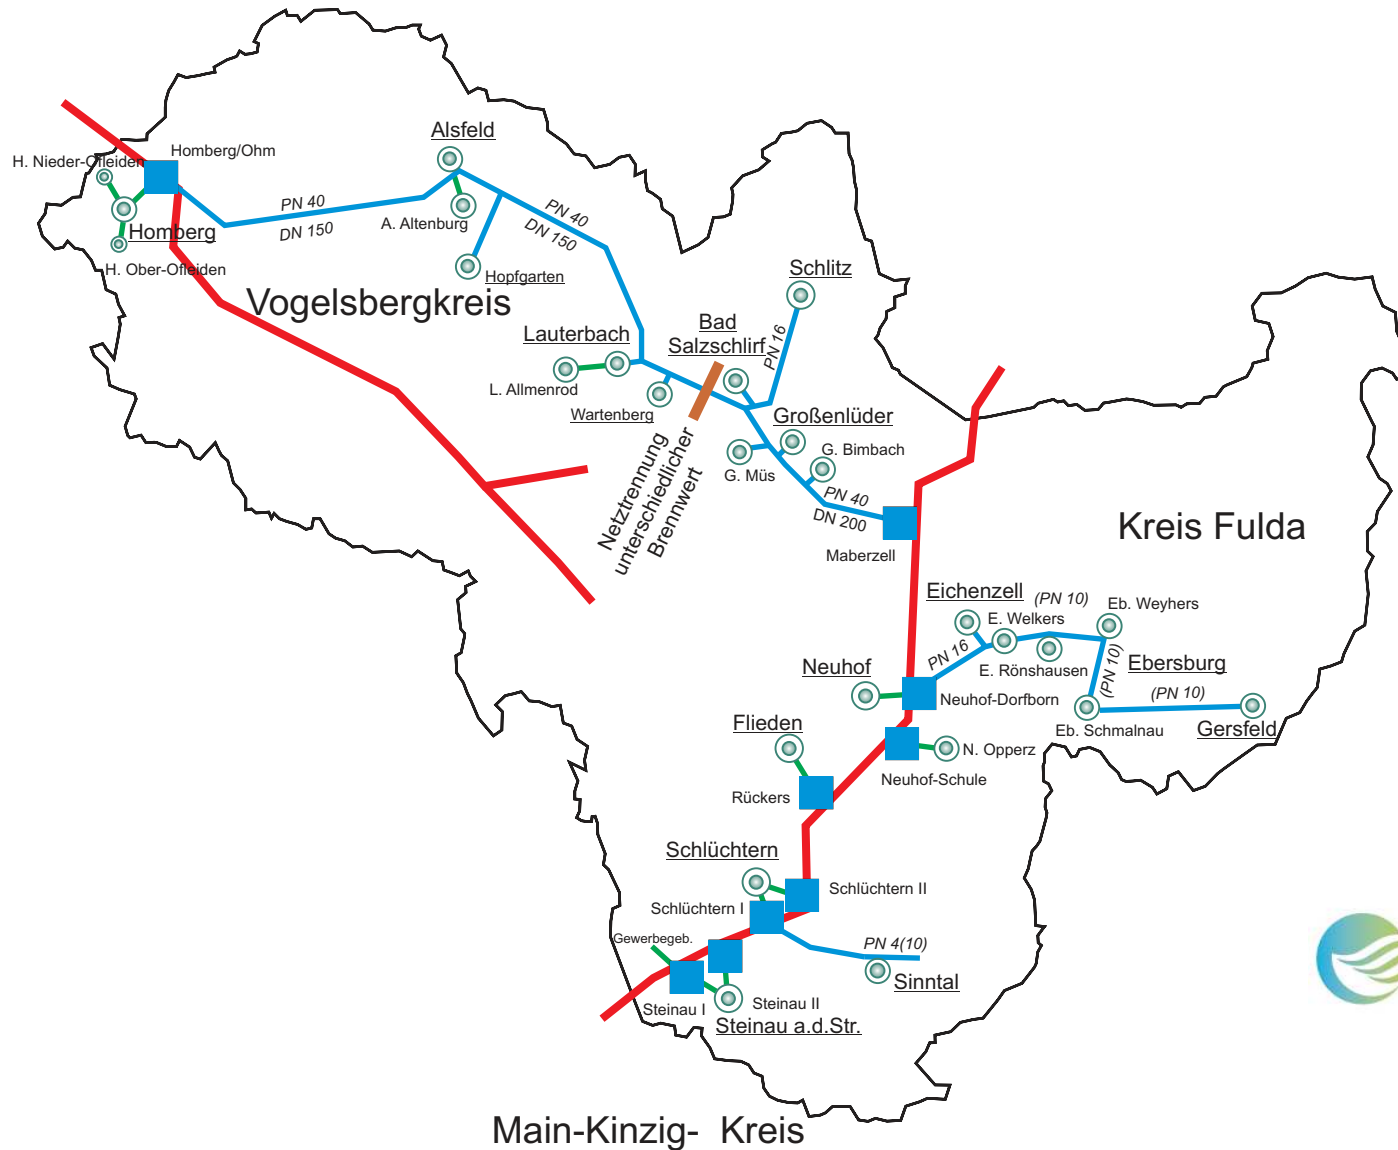 Alsfeld
Homberg/Ohm
H. Nieder-Ofleiden
PN 40
DN 150
A. Altenburg
PN 40
DN 150
Homberg
H. Ober-Ofleiden
Hopfgarten
Schlitz
Vogelsbergkreis
Bad
Salzschlirf
PN 16
Lauterbach
L. Allmenrod
Wartenberg
Großenlüder
G. Bimbach
G. Müs
Netztrennung
unterschiedlicher
Brennwert
PN 40
DN 200
Maberzell
Kreis Fulda
Eichenzell
(PN 10)
Eb. Weyhers
E. Welkers
PN 16
E. Rönshausen
(PN 10)
Ebersburg
Neuhof
Neuhof-Dorfborn
(PN 10)
Eb. Schmalnau
Gersfeld
Flieden
N. Opperz
Neuhof-Schule
Rückers
Schlüchtern
Schlüchtern II
Schlüchtern I
Gewerbegeb.
PN 4(10)
Sinntal
Steinau I
Steinau II
Steinau a.d.Str.
Main-Kinzig- Kreis